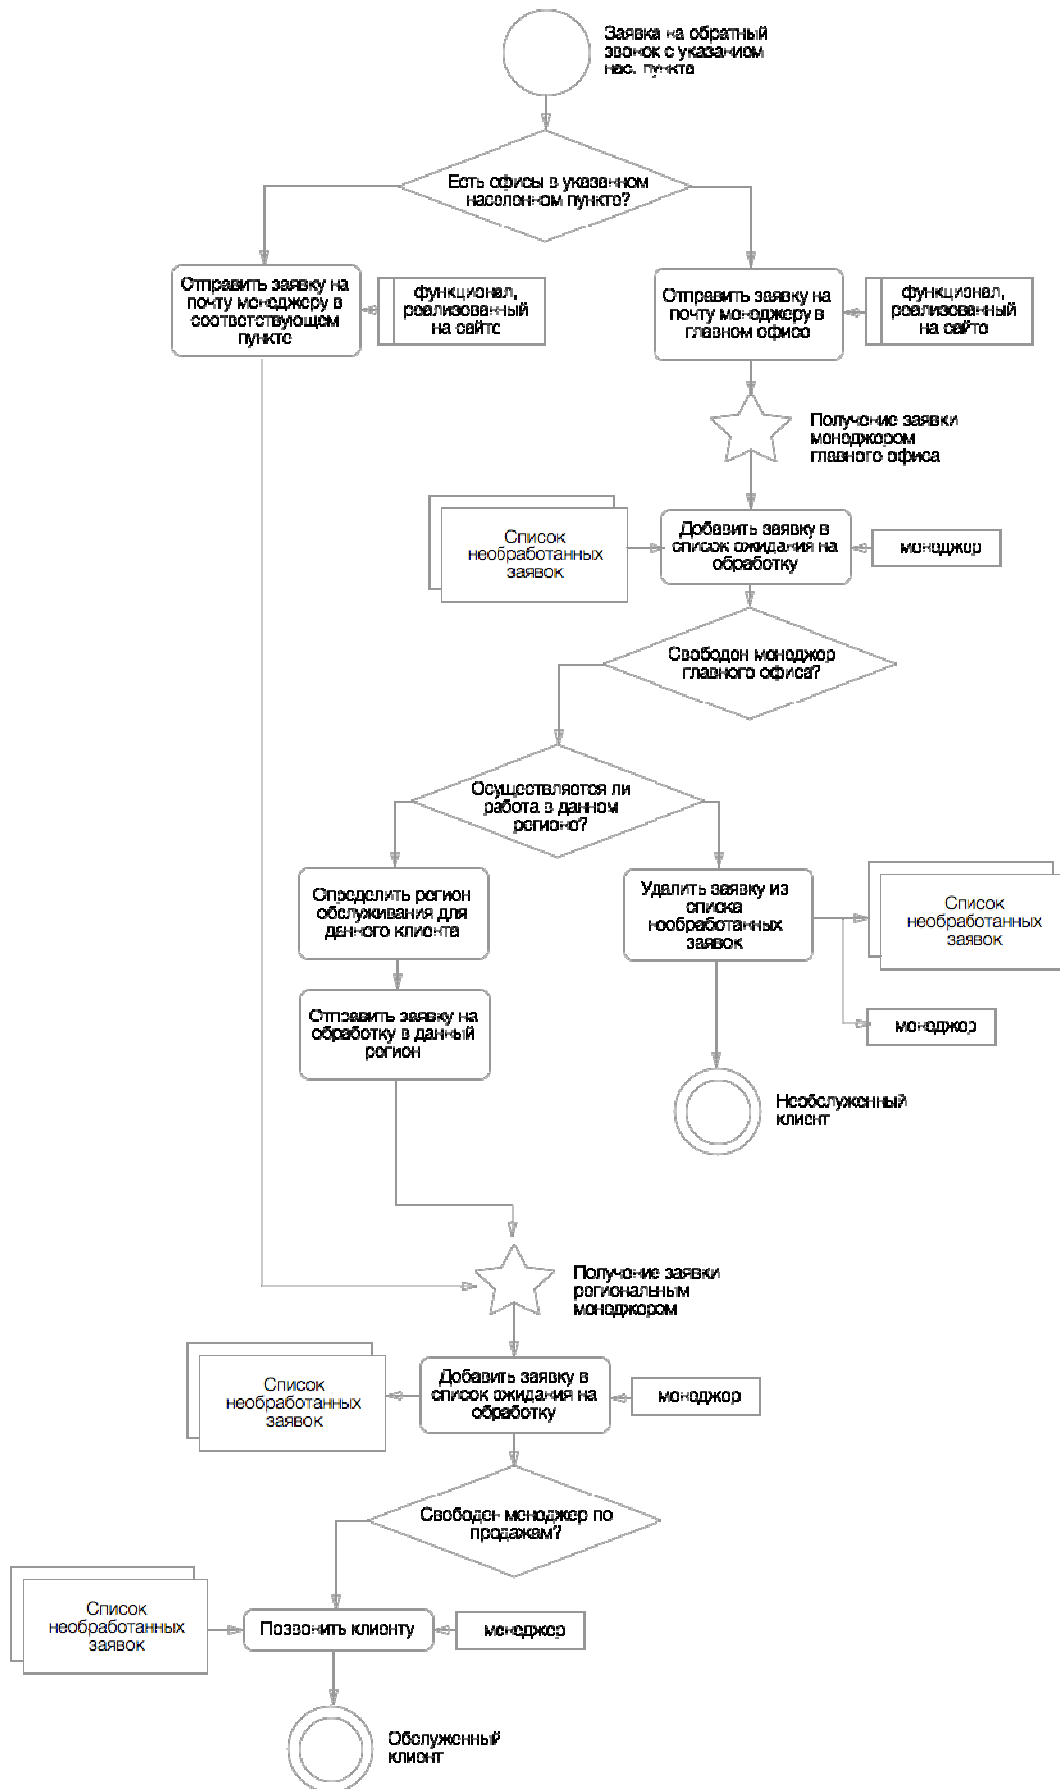 Заявка на обратный
звонок с указанием
нас. пункта
Есть офисы в указанном
населенном пункте?
Отправить заявку на
почту менеджеру в
соответствующем
пункте
функционал,
реализованный
на сайте
Отправить заявку на
почту менеджеру в
главном офисе
функционал,
реализованный
на сайте
Получение заявки
менеджером
главного офиса
Список
необработанных
заявок
Добавить заявку в
список ожидания на
обработку
менеджер
Свободен менеджер
главного офиса?
Осуществляется ли
работа в данном
регионе?
Определить регион
обслуживания для
данного клиента
Удалить заявку из
списка
необработанных
заявок
Список
необработанных
заявок
Отправить заявку на
обработку в данный
регион
менеджер
Необслуженный
клиент
Получение заявки
региональным
менеджером
Список
необработанных
заявок
Добавить заявку в
список ожидания на
обработку
менеджер
Свободен менеджер по
продажам?
Список
необработанных
заявок
Позвонить клиенту
менеджер
Обслуженный
клиент